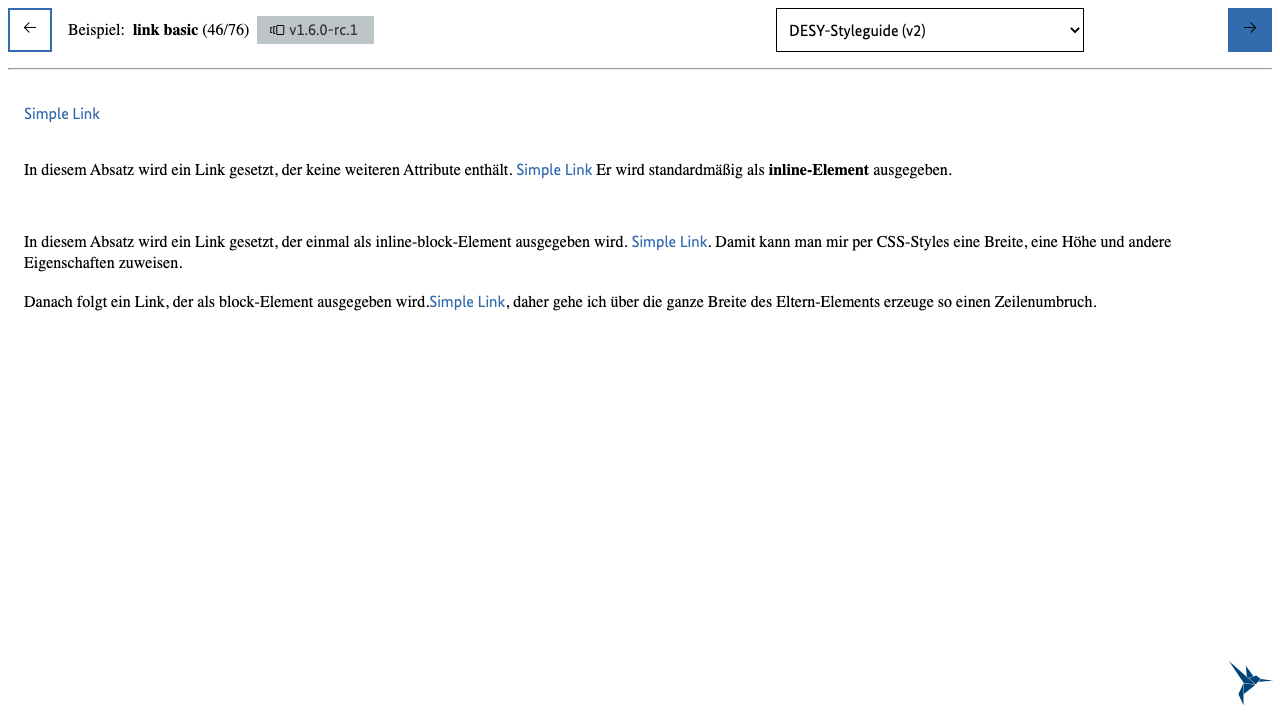 Beispiel: link basic (46/76) v1.6.0-rc.1 DESY-Styleguide (v2)
Simple Link
In diesem Absatz wird ein Link gesetzt, der keine weiteren Attribute enthält. Simple Link Er wird standardmäßig als inline-Element ausgegeben.
In diesem Absatz wird ein Link gesetzt, der einmal als inline-block-Element ausgegeben wird. Simple Link. Damit kann man mir per CSS-Styles eine Breite, eine Höhe und andere
Eigenschaften zuweisen.
Danach folgt ein Link, der als block-Element ausgegeben wird.Simple Link, daher gehe ich über die ganze Breite des Eltern-Elements erzeuge so einen Zeilenumbruch.